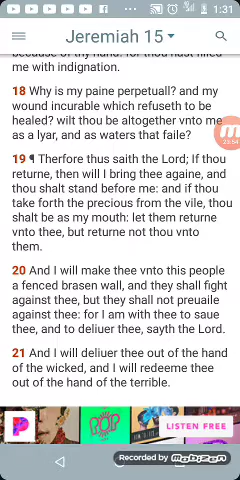 1:31
Jeremiah 15
because of thy hand: for thou hast filled
me with indignation.
18 Why is my paine perpetuall? and my
wound incurable which refuseth to be
healed? wilt thou be altogether vnto me
as a lyar, and as waters that faile?
19 ¶ Therfore thus saith the Lord; If thou
returne, then will I bring thee againe, and
thou shalt stand before me: and if thou
take forth the precious from the vile, thou
shalt be as my mouth: let them returne
vnto thee, but returne not thou vnto
them.
20 And I will make thee vnto this people
a fenced brasen wall, and they shall fight
against thee, but they shall not preuaile
against thee: for I am with thee to saue
thee, and to deliuer thee, sayth the Lord.
21 And I will deliuer thee out of the hand
of the wicked, and I will redeeme thee
out of the hand of the terrible.
23:54
POP
LISTEN FREE
Recorded by mobizen